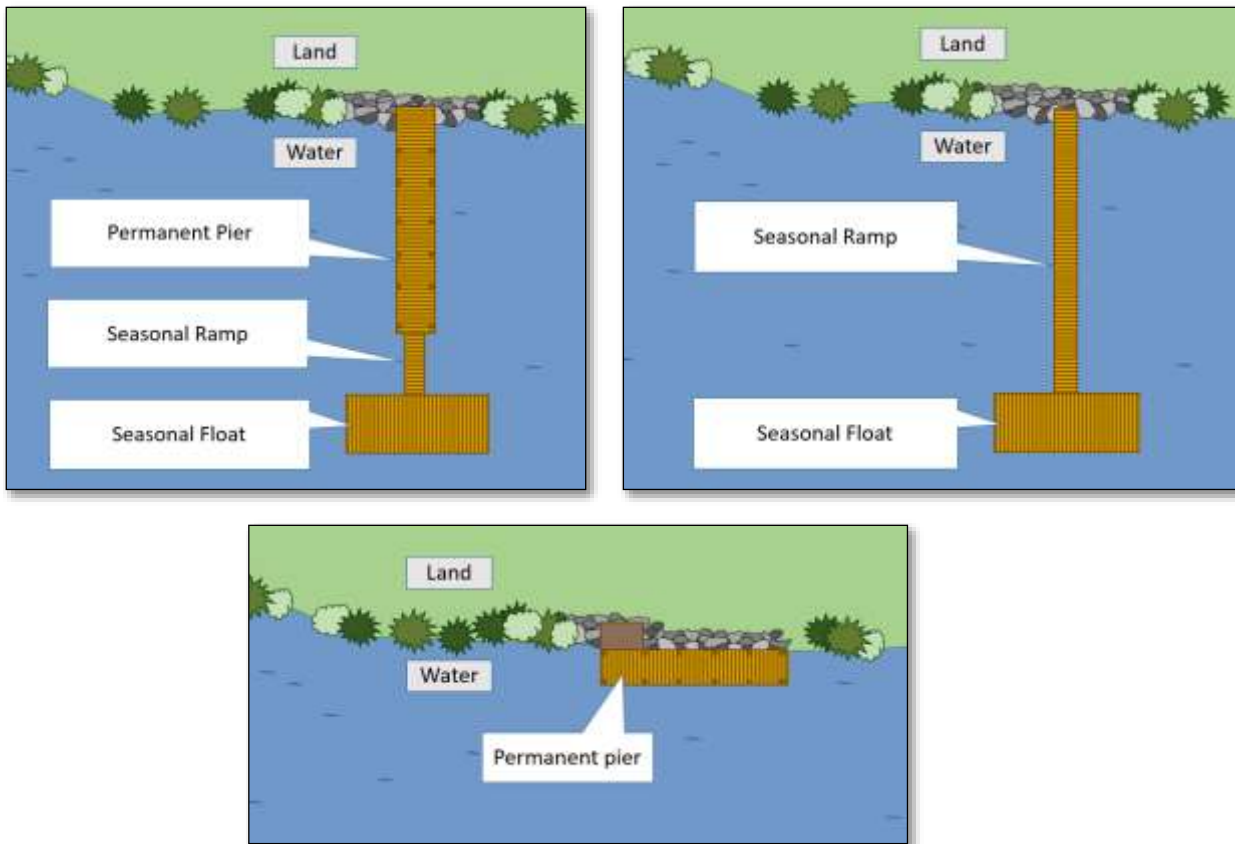 Land
Water
Permanent Pier
Seasonal Ramp
Seasonal Float
Land
Water
Seasonal Ramp
Seasonal Float
Land
Water
Permanent pier